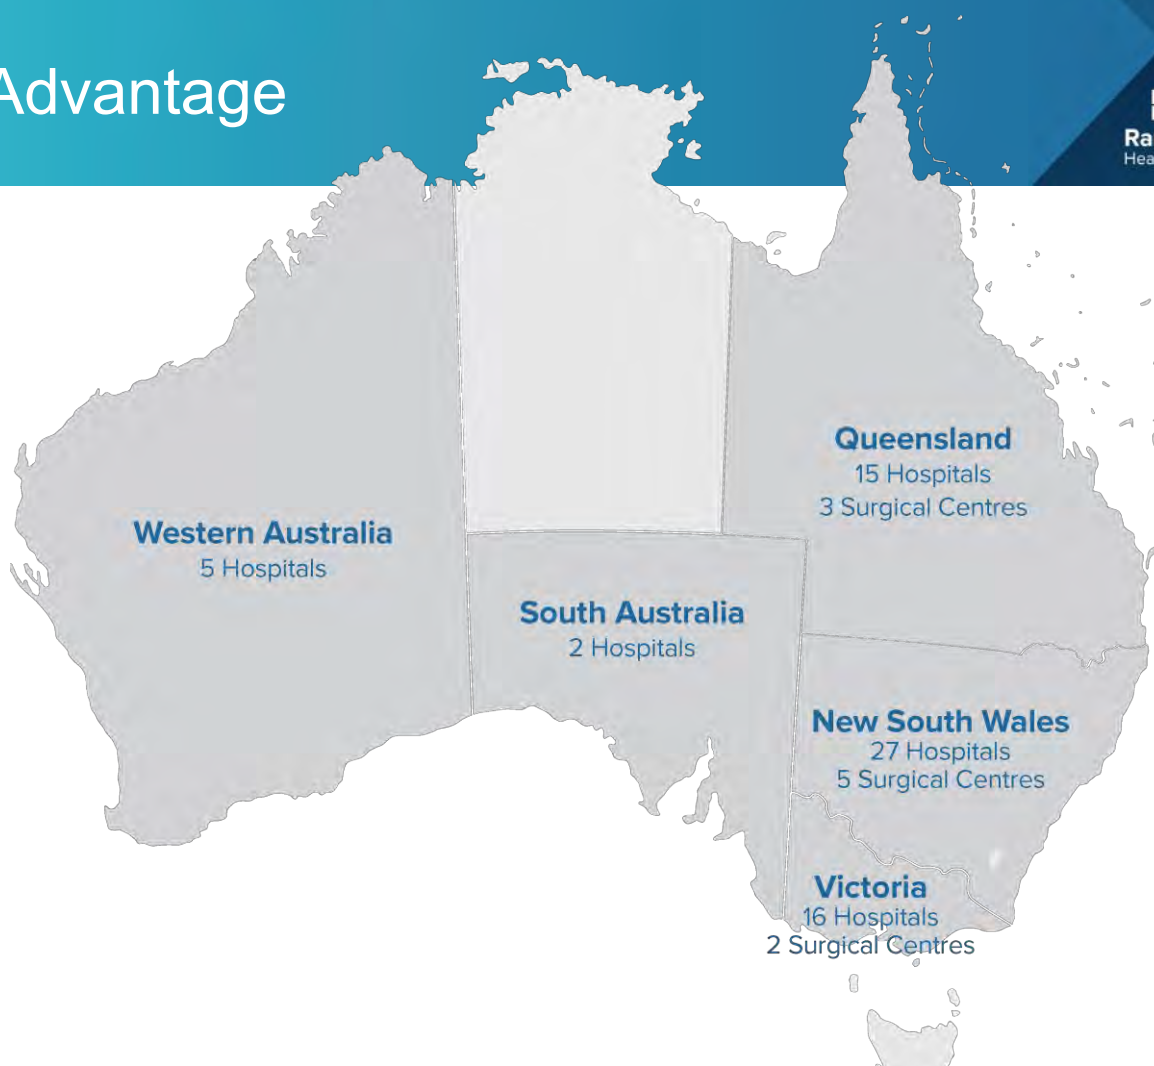 Advantage
Queensland
15 Hospitals
3 Surgical Centres
Western Australia
5 Hospitals
South Australia
2 Hospitals
New South Wales
27 Hospitals
5 Surgical Centres
Victoria
16 Hospitals
2 Surgical Centres